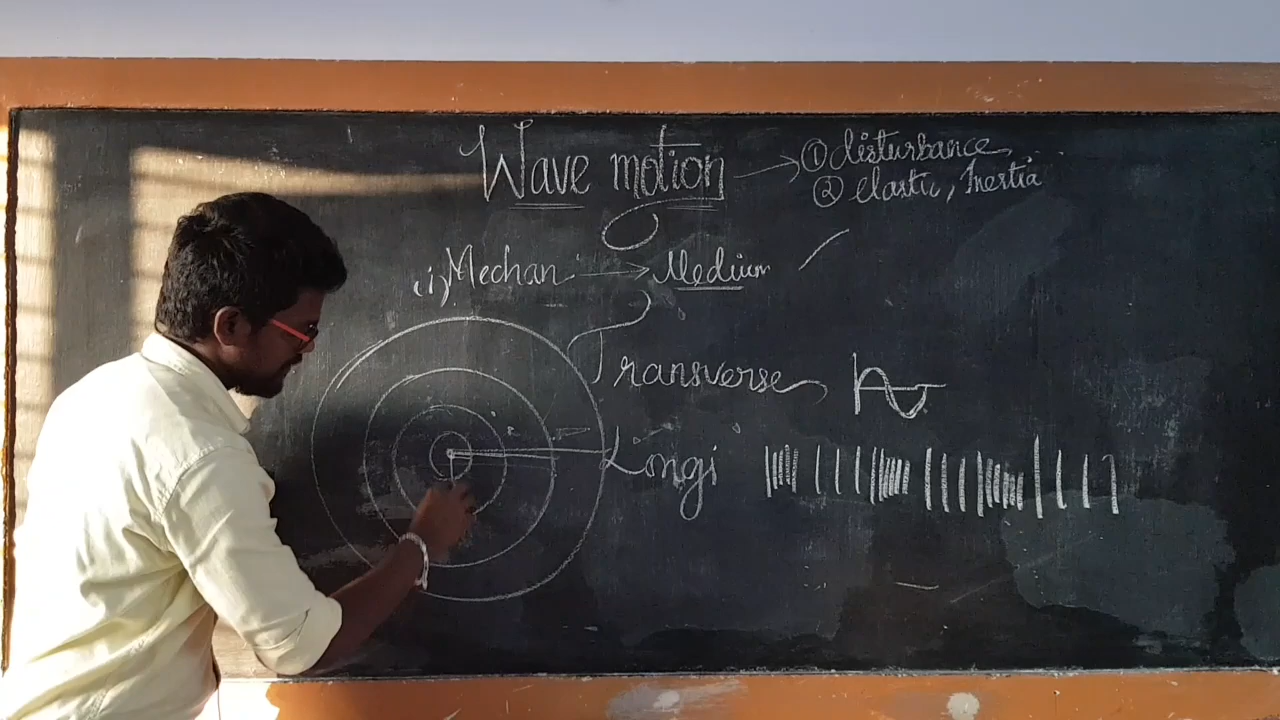 Wave motion → ① disturbance,
② elastic, Inertia
(i) Mechan → Medium
Transverse
Longi